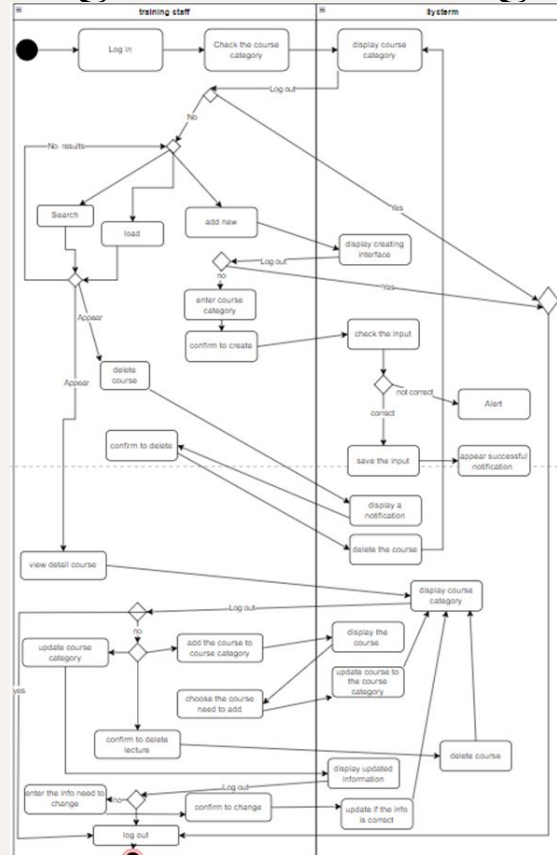 training staff
Systerm
Log in
Check the course
category
display course
category
Log out
No
No results
Search
load
add new
Yes
display creating
interface
Log out
no
Yes
enter course
category
confirm to create
check the input
Appear
Appear
delete
course
not correct
Alert
correct
confirm to delete
save the input
appear successful
notification
display a
notification
delete the course
view detail course
display course
category
Log out
no
update course
category
add the course to
course category
display the
course
update course to
the course
category
choose the course
need to add
yes
confirm to delete
lecture
delete course
display updated
information
Log out
enter the info need to
change
no
confirm to change
update if the info
is correct
log out